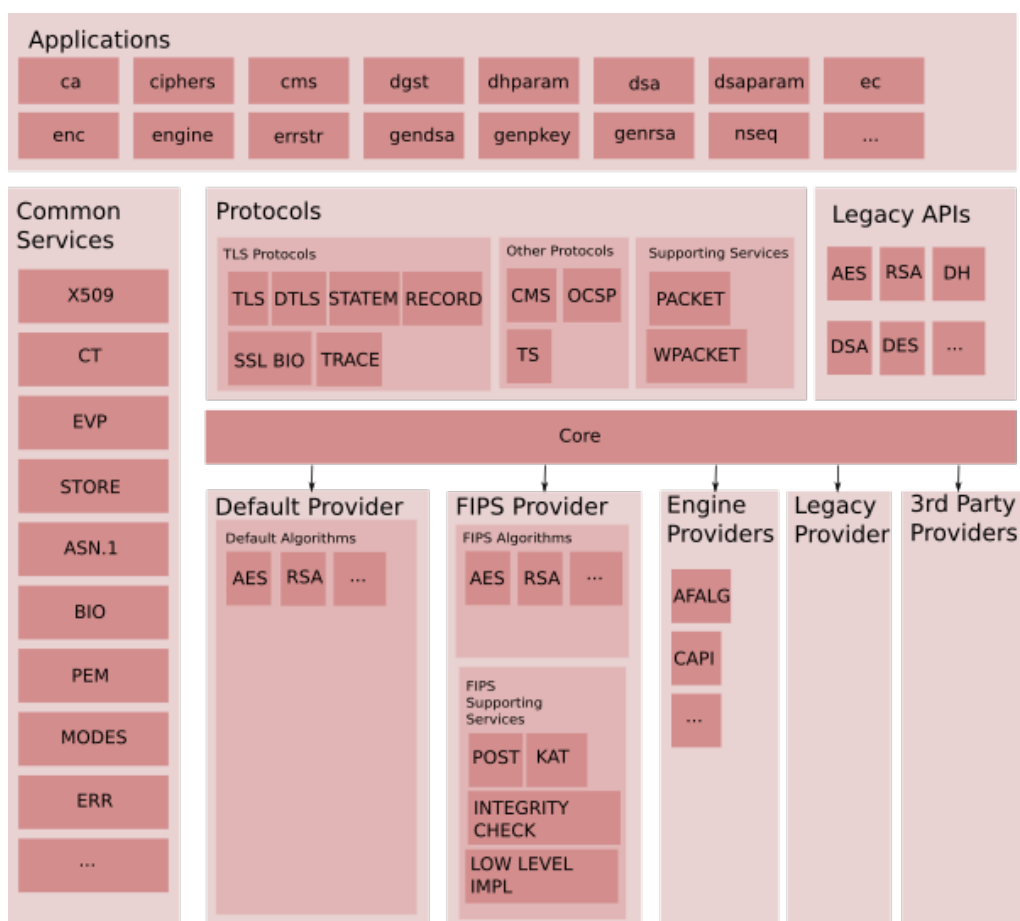 Applications
ca ciphers cms dgst dhparam dsa dsaparam ec
enc engine errstr gendsa genpkey genrsa nseq ...
Common
Services
X509
CT
EVP
STORE
ASN.1
BIO
PEM
MODES
ERR
...
Protocols
TLS Protocols
TLS DTLS STATEM RECORD
SSL BIO TRACE
Other Protocols
CMS OCSP
TS
Supporting Services
PACKET
WPACKET
Legacy APIs
AES RSA DH
DSA DES ...
Core
Default Provider
Default Algorithms
AES RSA ...
FIPS Provider
FIPS Algorithms
AES RSA ...
FIPS
Supporting
Services
POST KAT
INTEGRITY
CHECK
LOW LEVEL
IMPL
Engine
Providers
AFALG
CAPI
...
Legacy
Provider
3rd Party
Providers